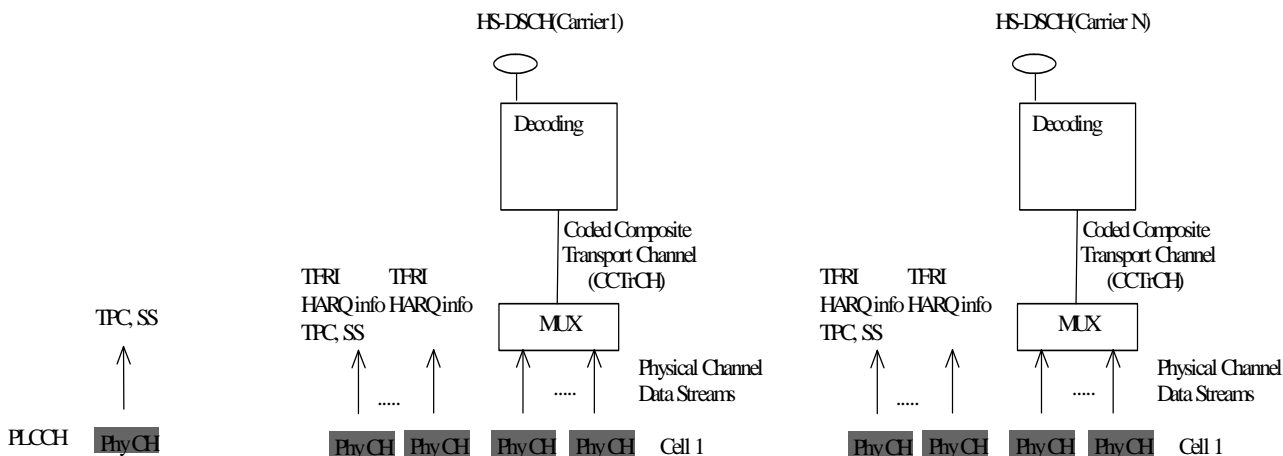 HS-DSCH(Carrier1)
HS-DSCH(Carrier N)
Decoding
Decoding
Coded Composite
Transport Channel
(CCTrCH)
Coded Composite
Transport Channel
(CCTrCH)
TFRI TFRI
HARQ info HARQ info
TPC, SS
TFRI TFRI
HARQ info HARQ info
TPC, SS
TPC, SS
MUX
MUX
Physical Channel
Data Streams
Physical Channel
Data Streams
.....
.....
.....
.....
PLCCH
Phy CH
Phy CH
Phy CH
Phy CH
Phy CH
Cell 1
Phy CH
Phy CH
Phy CH
Phy CH
Cell 1